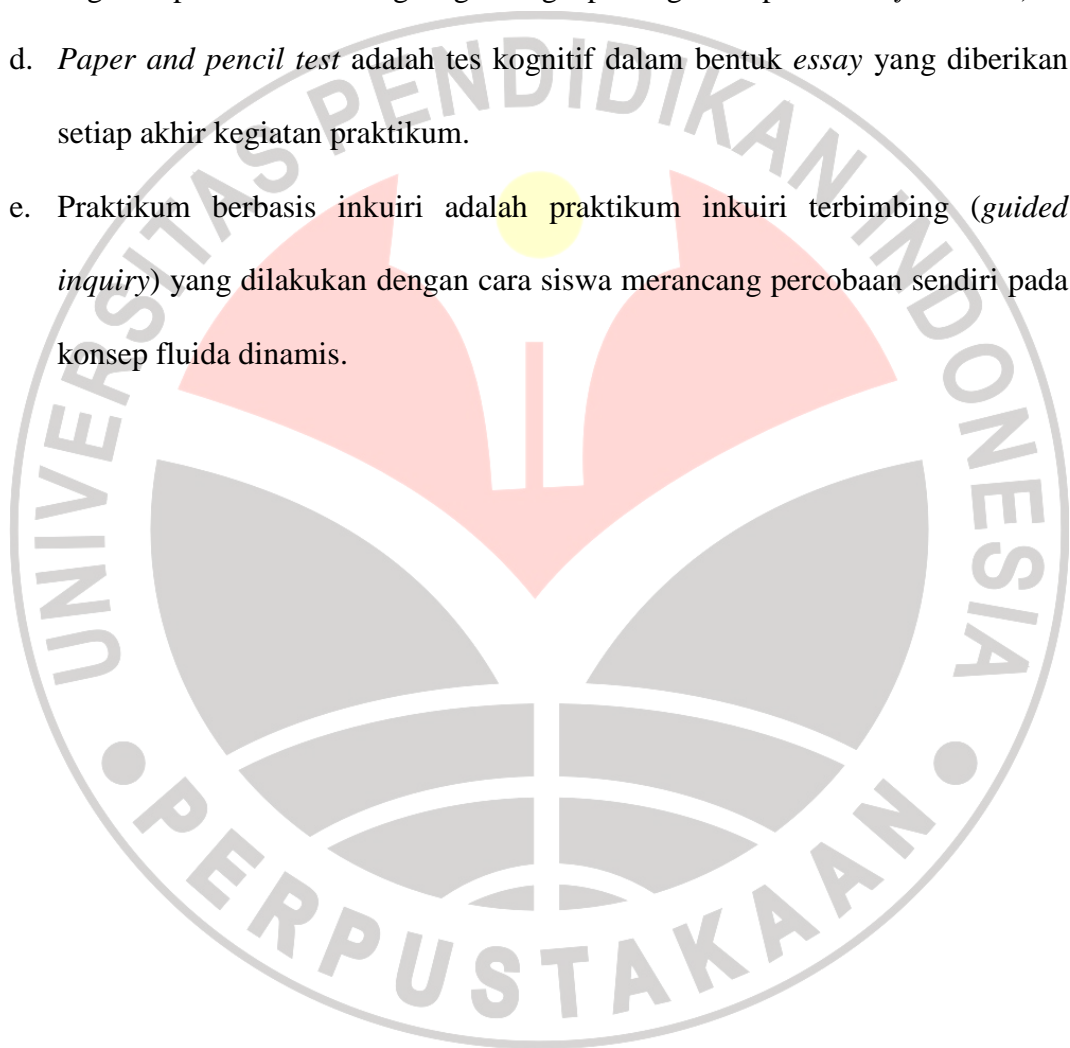 d. Paper and pencil test adalah tes kognitif dalam bentuk essay yang diberikan
setiap akhir kegiatan praktikum.
e. Praktikum berbasis inkuiri adalah praktikum inkuiri terbimbing (guided
inquiry) yang dilakukan dengan cara siswa merancang percobaan sendiri pada
konsep fluida dinamis.
UNIVERSITAS PENDIDIKAN INDONESIA
PERPUSTAKAAN